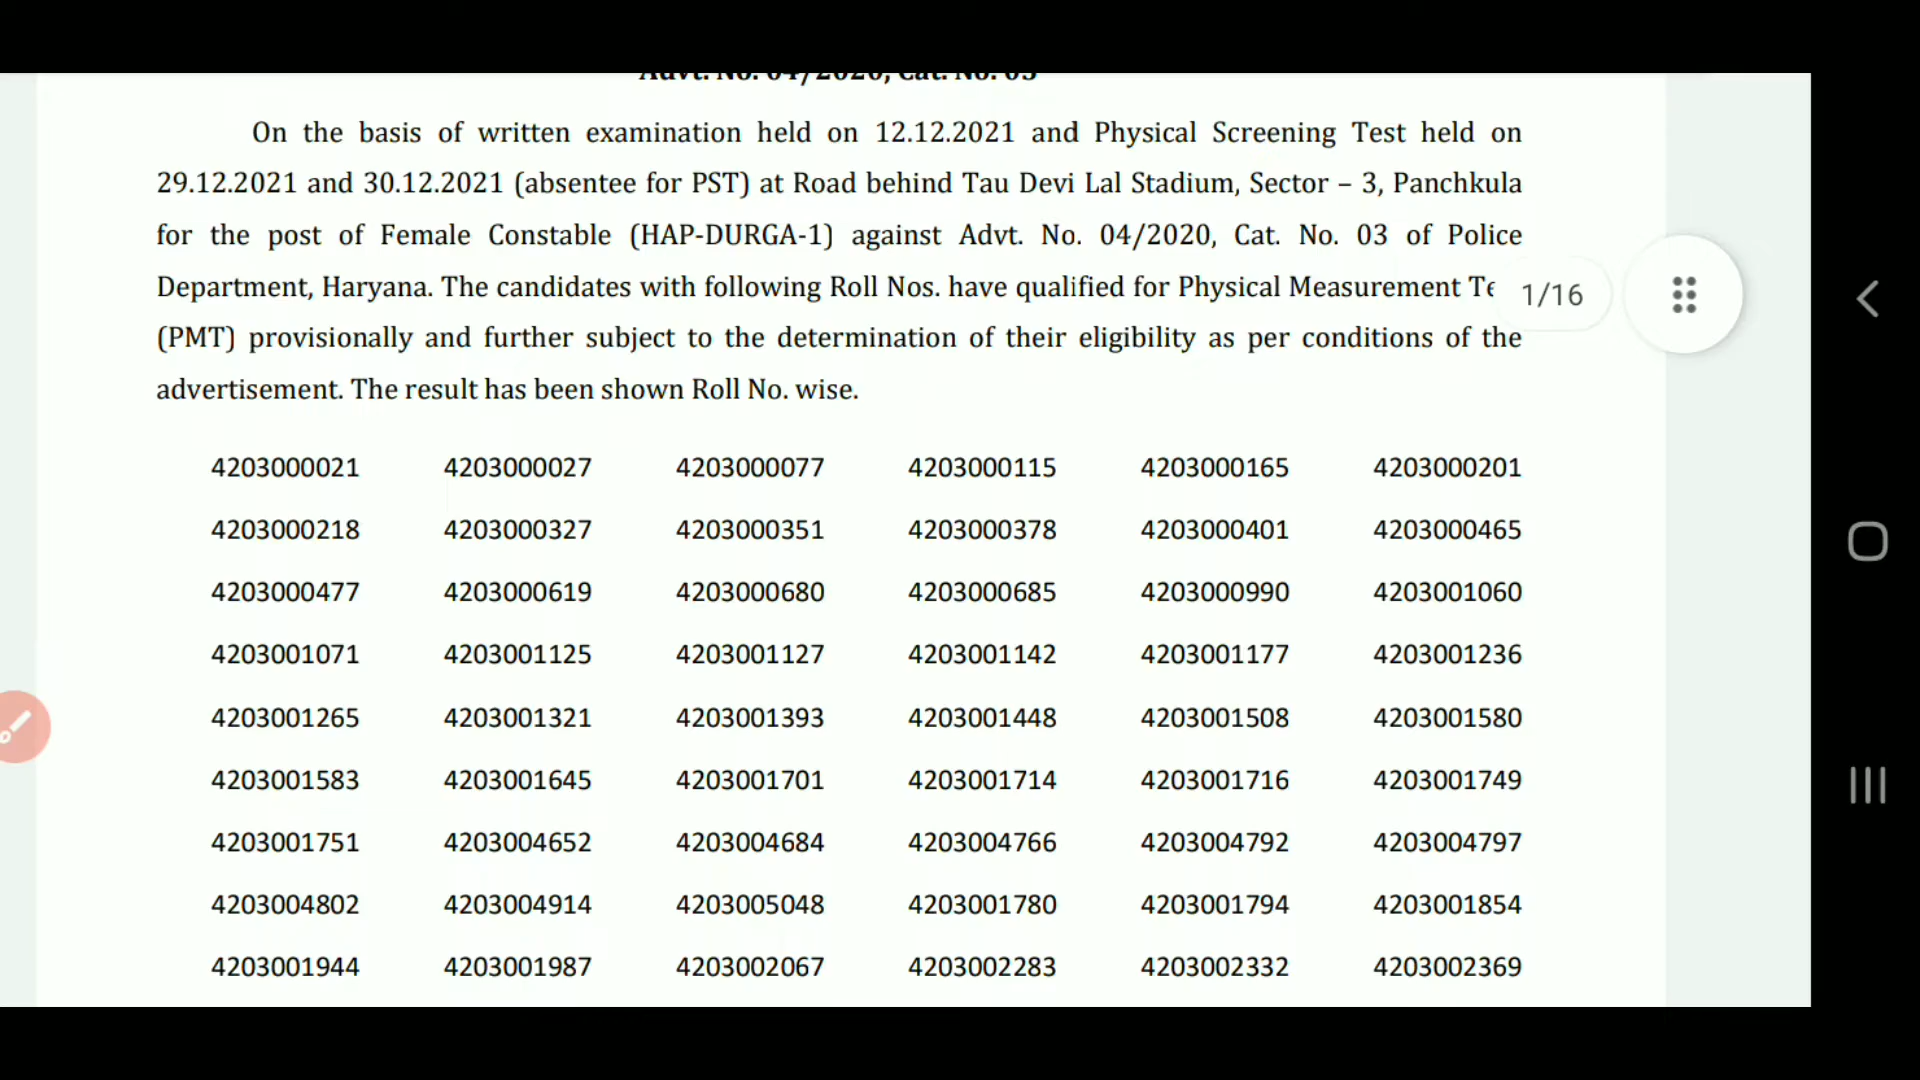 Advt. No. 04/2020, Cat. No. 03
On the basis of written examination held on 12.12.2021 and Physical Screening Test held on
29.12.2021 and 30.12.2021 (absentee for PST) at Road behind Tau Devi Lal Stadium, Sector – 3, Panchkula
for the post of Female Constable (HAP-DURGA-1) against Advt. No. 04/2020, Cat. No. 03 of Police
Department, Haryana. The candidates with following Roll Nos. have qualified for Physical Measurement
1/16
(PMT) provisionally and further subject to the determination of their eligibility as per conditions of the
advertisement. The result has been shown Roll No. wise.
4203000021 4203000027 4203000077 4203000115 4203000165 4203000201
4203000218 4203000327 4203000351 4203000378 4203000401 4203000465
4203000477 4203000619 4203000680 4203000685 4203000990 4203001060
4203001071 4203001125 4203001127 4203001142 4203001177 4203001236
4203001265 4203001321 4203001393 4203001448 4203001508 4203001580
4203001583 4203001645 4203001701 4203001714 4203001716 4203001749
4203001751 4203004652 4203004684 4203004766 4203004792 4203004797
4203004802 4203004914 4203005048 4203001780 4203001794 4203001854
4203001944 4203001987 4203002067 4203002283 4203002332 4203002369